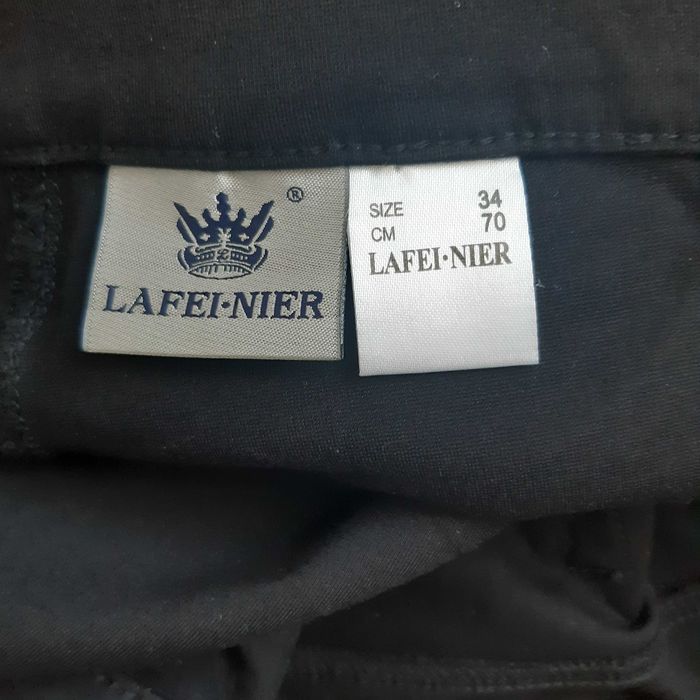 ®
LAFEI·NIER
SIZE 34
CM 70
LAFEI·NIER